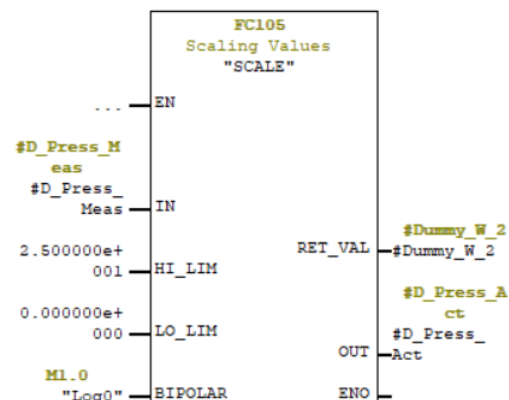 FC105
Scaling Values
"SCALE"
... EN
#D_Press_M
eas
#D_Press_
Meas IN
2.500000e+
001 HI_LIM
0.000000e+
000 LO_LIM
M1.0
"Log0" BIPOLAR
#Dummy_W_2
RET_VAL #Dummy_W_2
#D_Press_A
ct
#D_Press_
OUT Act
ENO